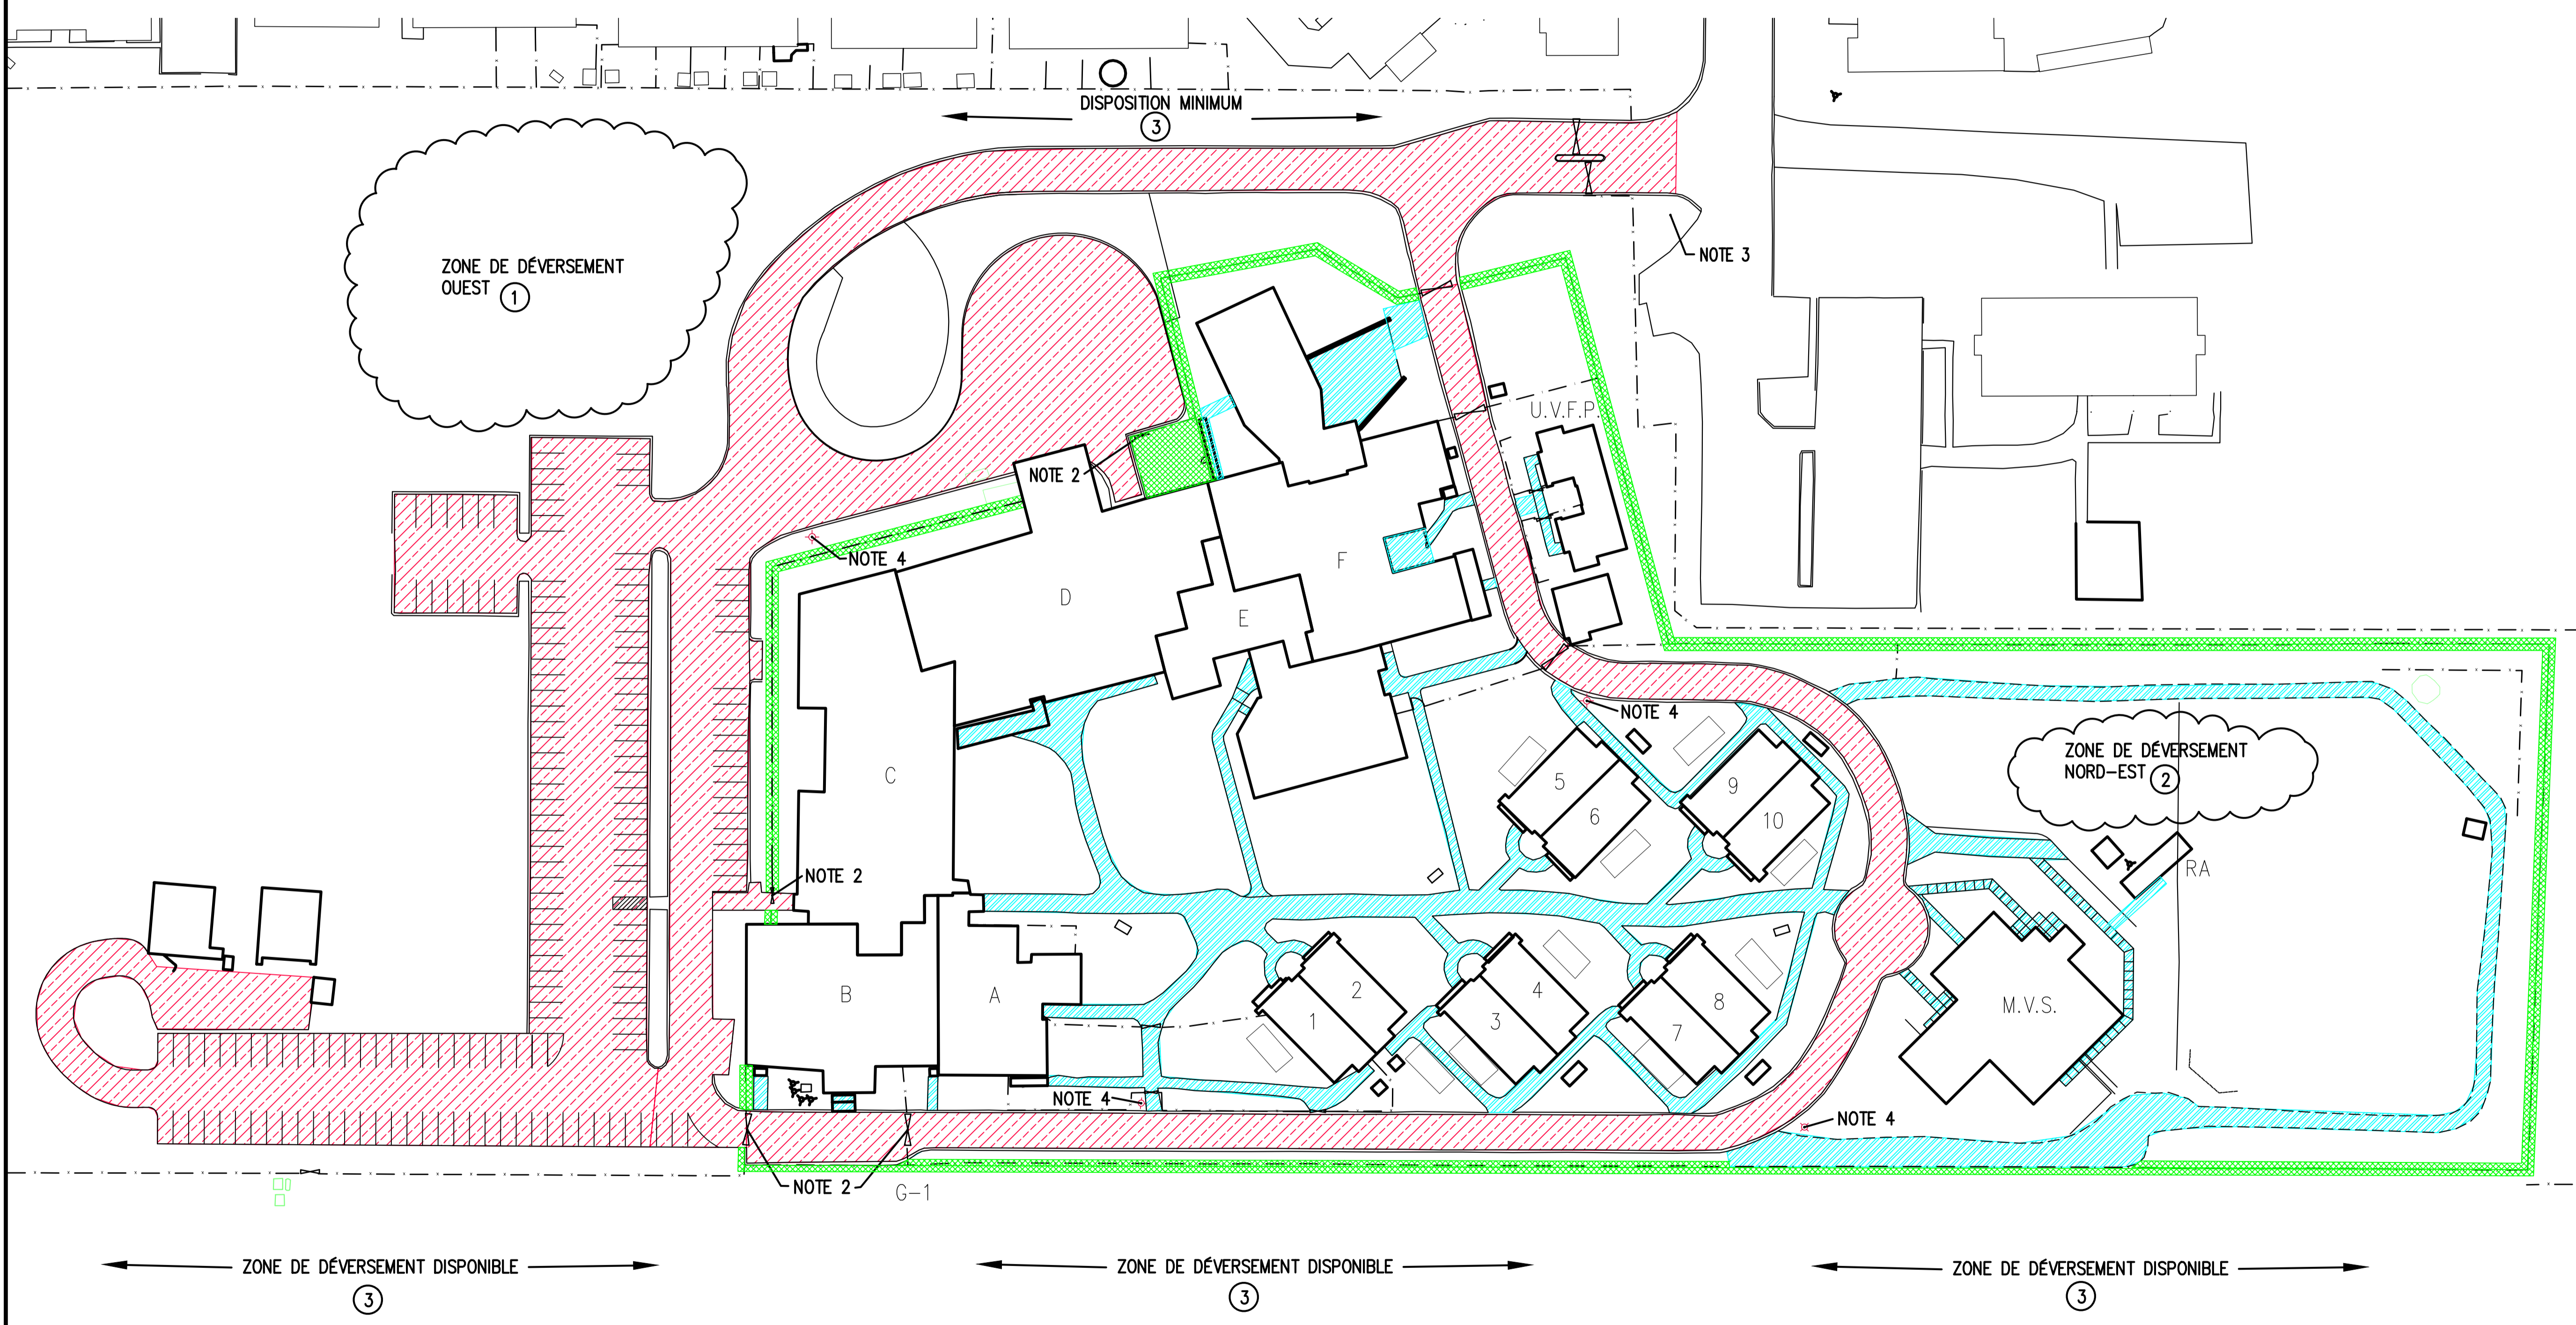 DISPOSITION MINIMUM
3
ZONE DE DÉVERSEMENT
OUEST 1
NOTE 3
U.V.F.P.
NOTE 2
NOTE 4
F
D
E
NOTE 4
C
ZONE DE DÉVERSEMENT
NORD-EST 2
5
6
9
10
RA
NOTE 2
B
A
2
1
4
3
8
7
M.V.S.
NOTE 4
NOTE 4
NOTE 2
G-1
ZONE DE DÉVERSEMENT DISPONIBLE
3
ZONE DE DÉVERSEMENT DISPONIBLE
3
ZONE DE DÉVERSEMENT DISPONIBLE
3